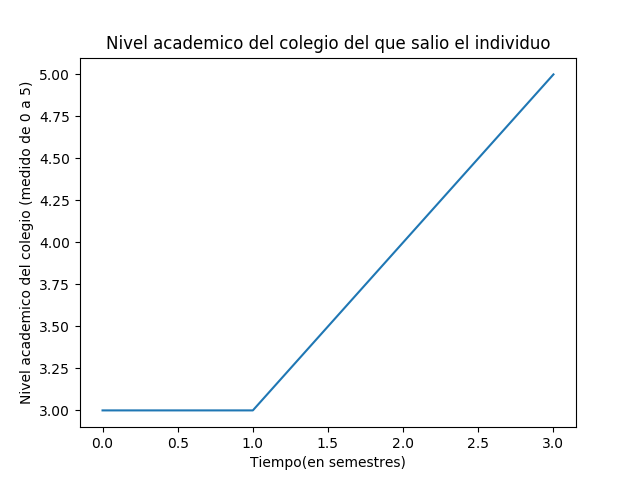 Nivel academico del colegio del que salio el individuo
Nivel academico del colegio (medido de 0 a 5)
5.00
4.75
4.50
4.25
4.00
3.75
3.50
3.25
3.00
0.0 0.5 1.0 1.5 2.0 2.5 3.0
Tiempo(en semestres)